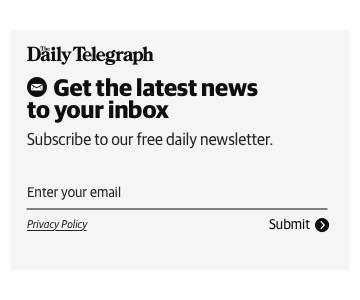 The Daily Telegraph
Get the latest news
to your inbox
Subscribe to our free daily newsletter.
Enter your email
Privacy Policy
Submit